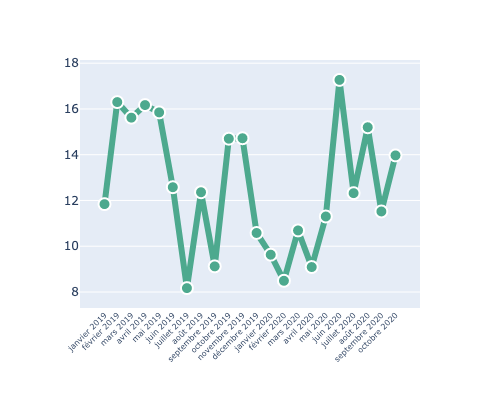 18
16
14
12
10
8
janvier 2019
février 2019
mars 2019
avril 2019
mai 2019
juin 2019
juillet 2019
août 2019
septembre 2019
octobre 2019
novembre 2019
décembre 2019
janvier 2020
février 2020
mars 2020
avril 2020
mai 2020
juin 2020
juillet 2020
août 2020
septembre 2020
octobre 2020